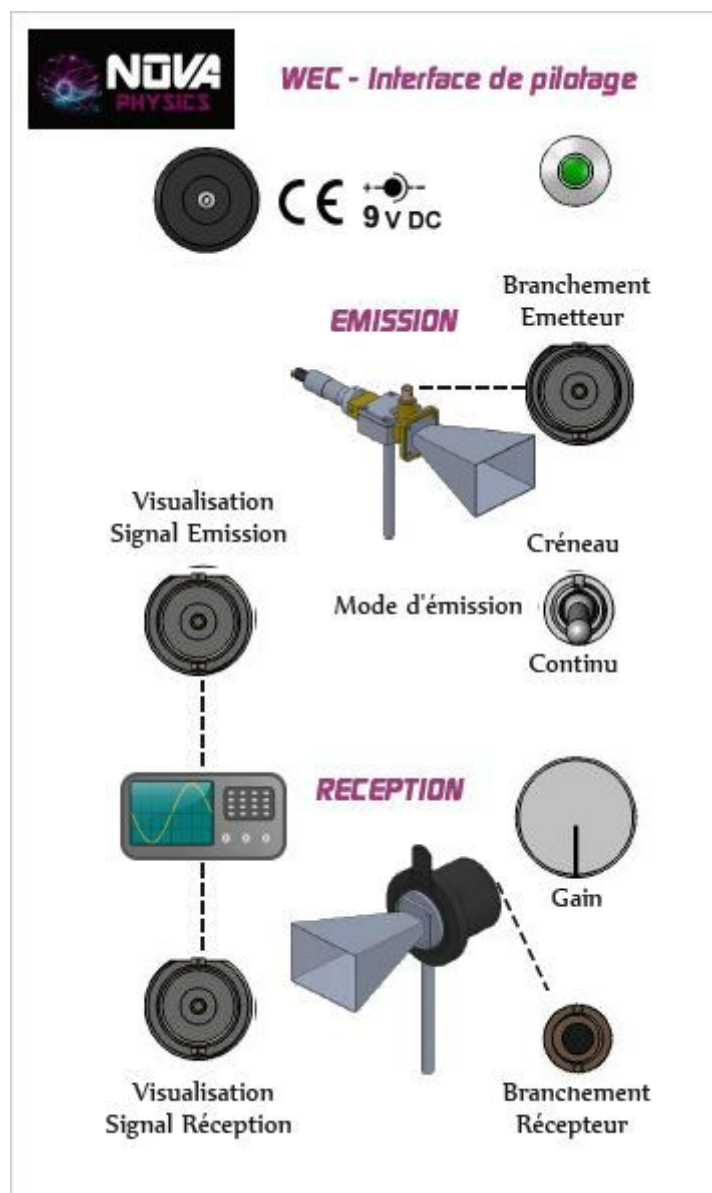 NOVA
PHYSICS
WEC - Interface de pilotage
CE
+ -
9 V DC
Branchement
Emetteur
EMISSION
Visualisation
Signal Emission
Créneau
Mode d'émission
Continu
RECEPTION
Gain
Visualisation
Signal Réception
Branchement
Récepteur